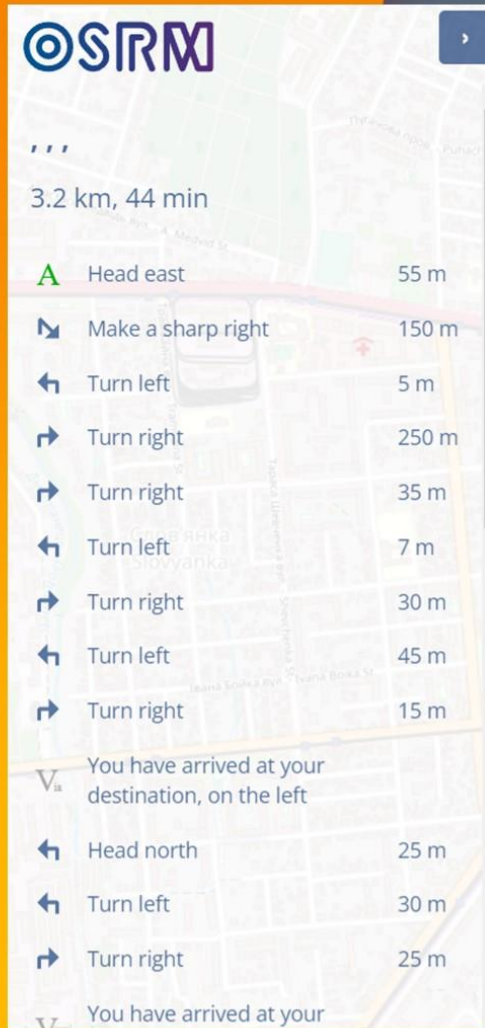 OSRM
›
, , ,
3.2 km, 44 min
A Head east 55 m
Make a sharp right 150 m
Turn left 5 m
Turn right 250 m
Turn right 35 m
Turn left 7 m
Turn right 30 m
Turn left 45 m
Turn right 15 m
Via You have arrived at your
destination, on the left
Head north 25 m
Turn left 30 m
Turn right 25 m
You have arrived at your
Слов'янка
Slovyanka